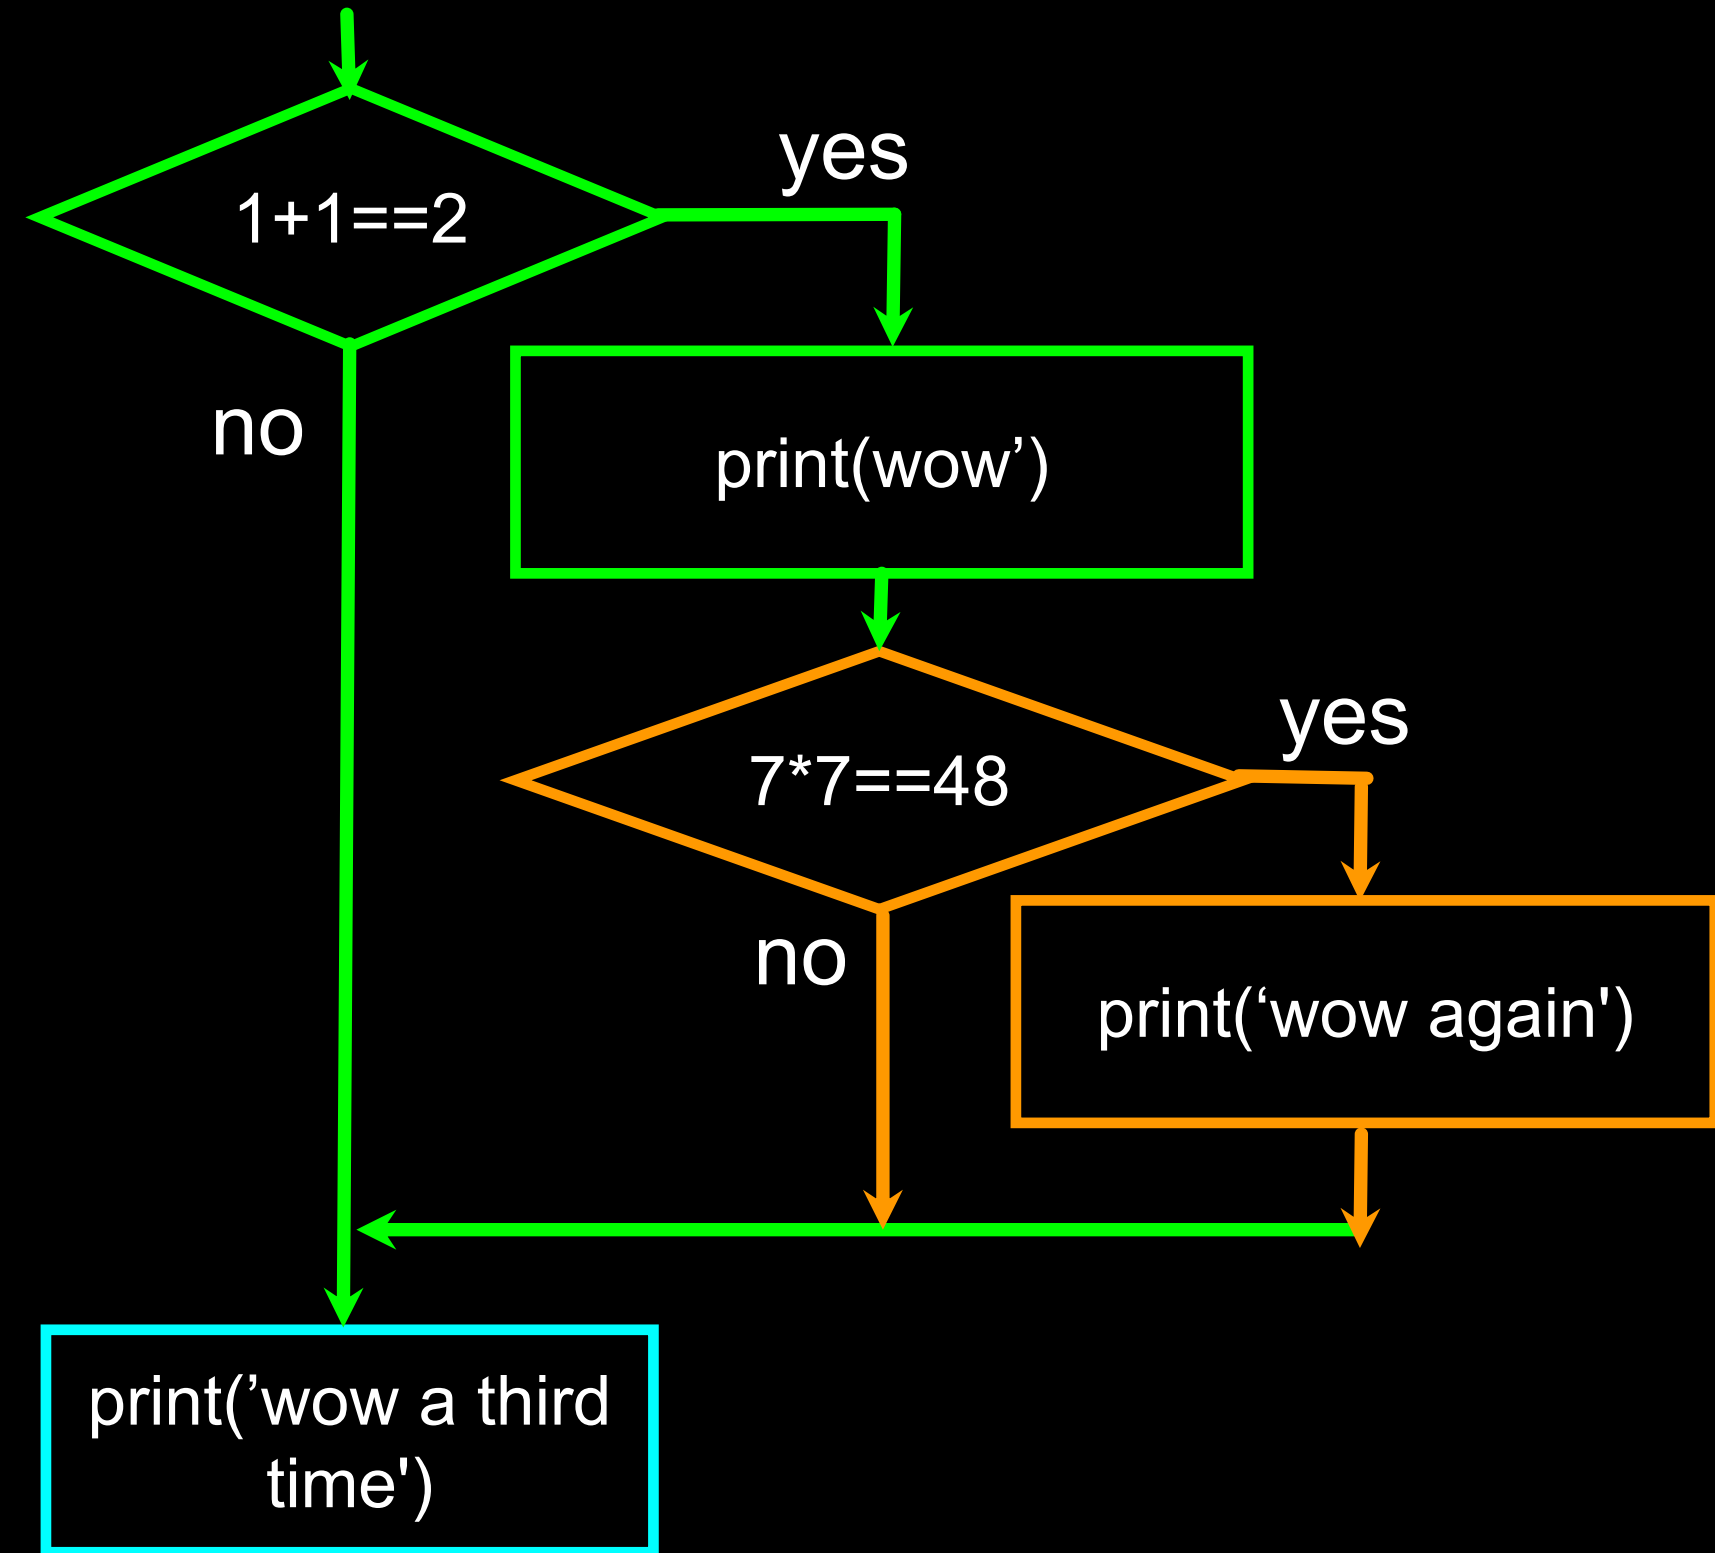 yes
1+1==2
no
print(wow’)
yes
7*7==48
no
print(‘wow again')
print(’wow a third
time')